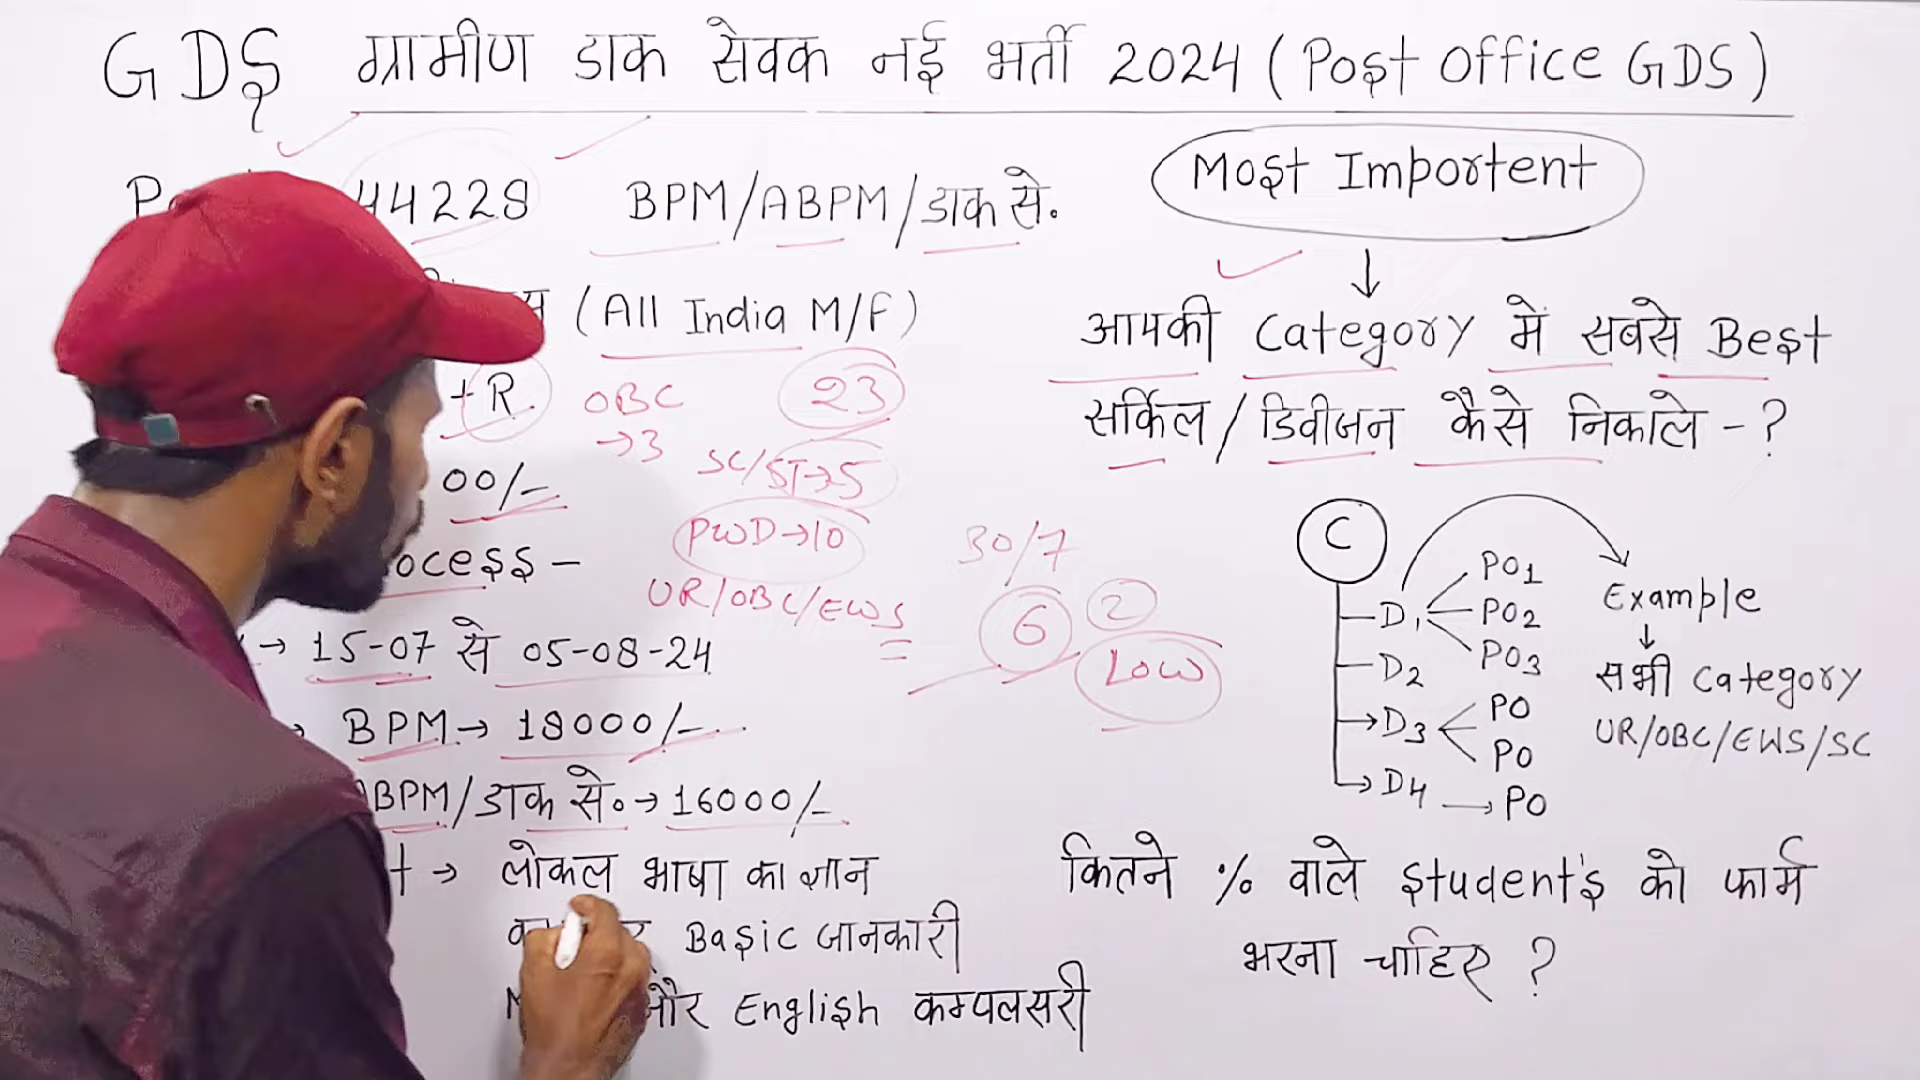 GDS ग्रामीण डाक सेवक नई भर्ती 2024 (Post Office GDS)
44228 BPM/ABPM/डाक से.
(All India M/F)
+R. OBC →3 23
00/- SC/ST→5
ocess - PWD→10
UR/OBC/EWS
30/7
6 2
LOW
→ 15-07 से 05-08-24
BPM → 18000/-
ABPM/डाक से. → 16000/-
→ लोकल भाषा का ज्ञान
Basic जानकारी
और English कम्पलसरी
Most Importent
↓
आपकी Category में सबसे Best
सर्किल/डिवीजन कैसे निकाले - ?
C
D1 PO1
PO2
PO3
D2
→D3 PO
PO
→D4 → PO
Example
↓
सभी Category
UR/OBC/EWS/SC
कितने % वाले Student's को फार्म
भरना चाहिए ?